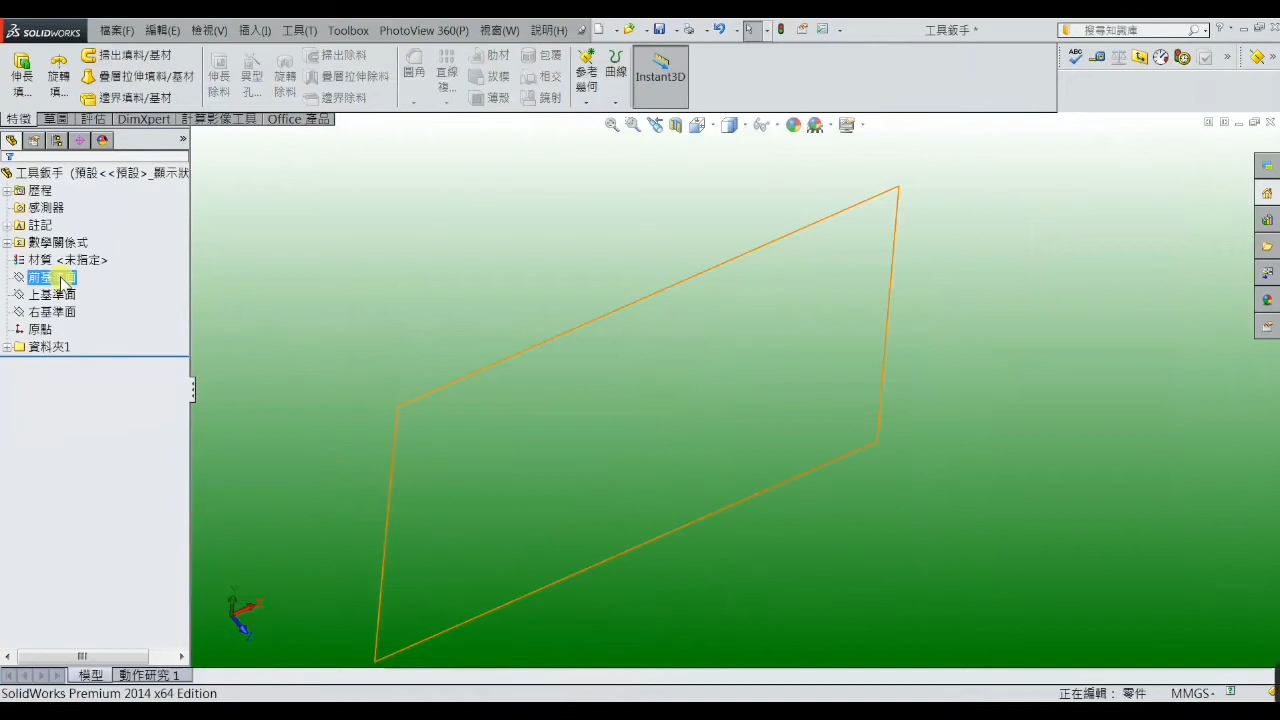 SOLIDWORKS 檔案(F) 編輯(E) 檢視(V) 插入(I) 工具(T) Toolbox PhotoView 360(P) 視窗(W) 說明(H) 工具鈑手 * 搜尋知識庫
伸長填... 旋轉填... 掃出填料/基材 疊層拉伸填料/基材 邊界填料/基材
伸長除料 異型孔... 旋轉除料 掃出除料 疊層拉伸除料 邊界除料
圓角 直線複... 肋材 拔模 薄殼 包覆 相交 鏡射
參考幾何 曲線 Instant3D
特徵 草圖 評估 DimXpert 計算影像工具 Office 產品
工具鈑手 (預設<<預設>_顯示狀
歷程
感測器
註記
數學關係式
材質 <未指定>
上基準面
右基準面
原點
資料夾1
模型 動作研究 1
SolidWorks Premium 2014 x64 Edition 正在編輯： 零件 MMGS